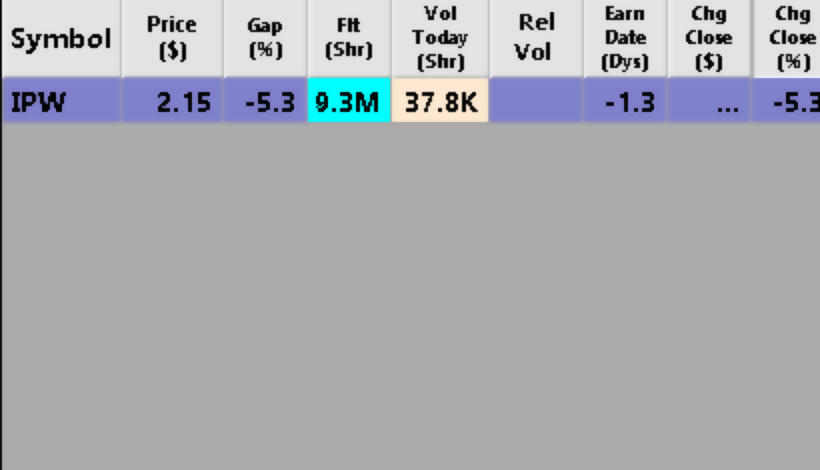 Symbol Price ($) Gap (%) Flt (Shr) Vol Today (Shr) Rel Vol Earn Date (Dys) Chg Close ($) Chg Close (%)
IPW 2.15 -5.3 9.3M 37.8K -1.3 ... -5.3